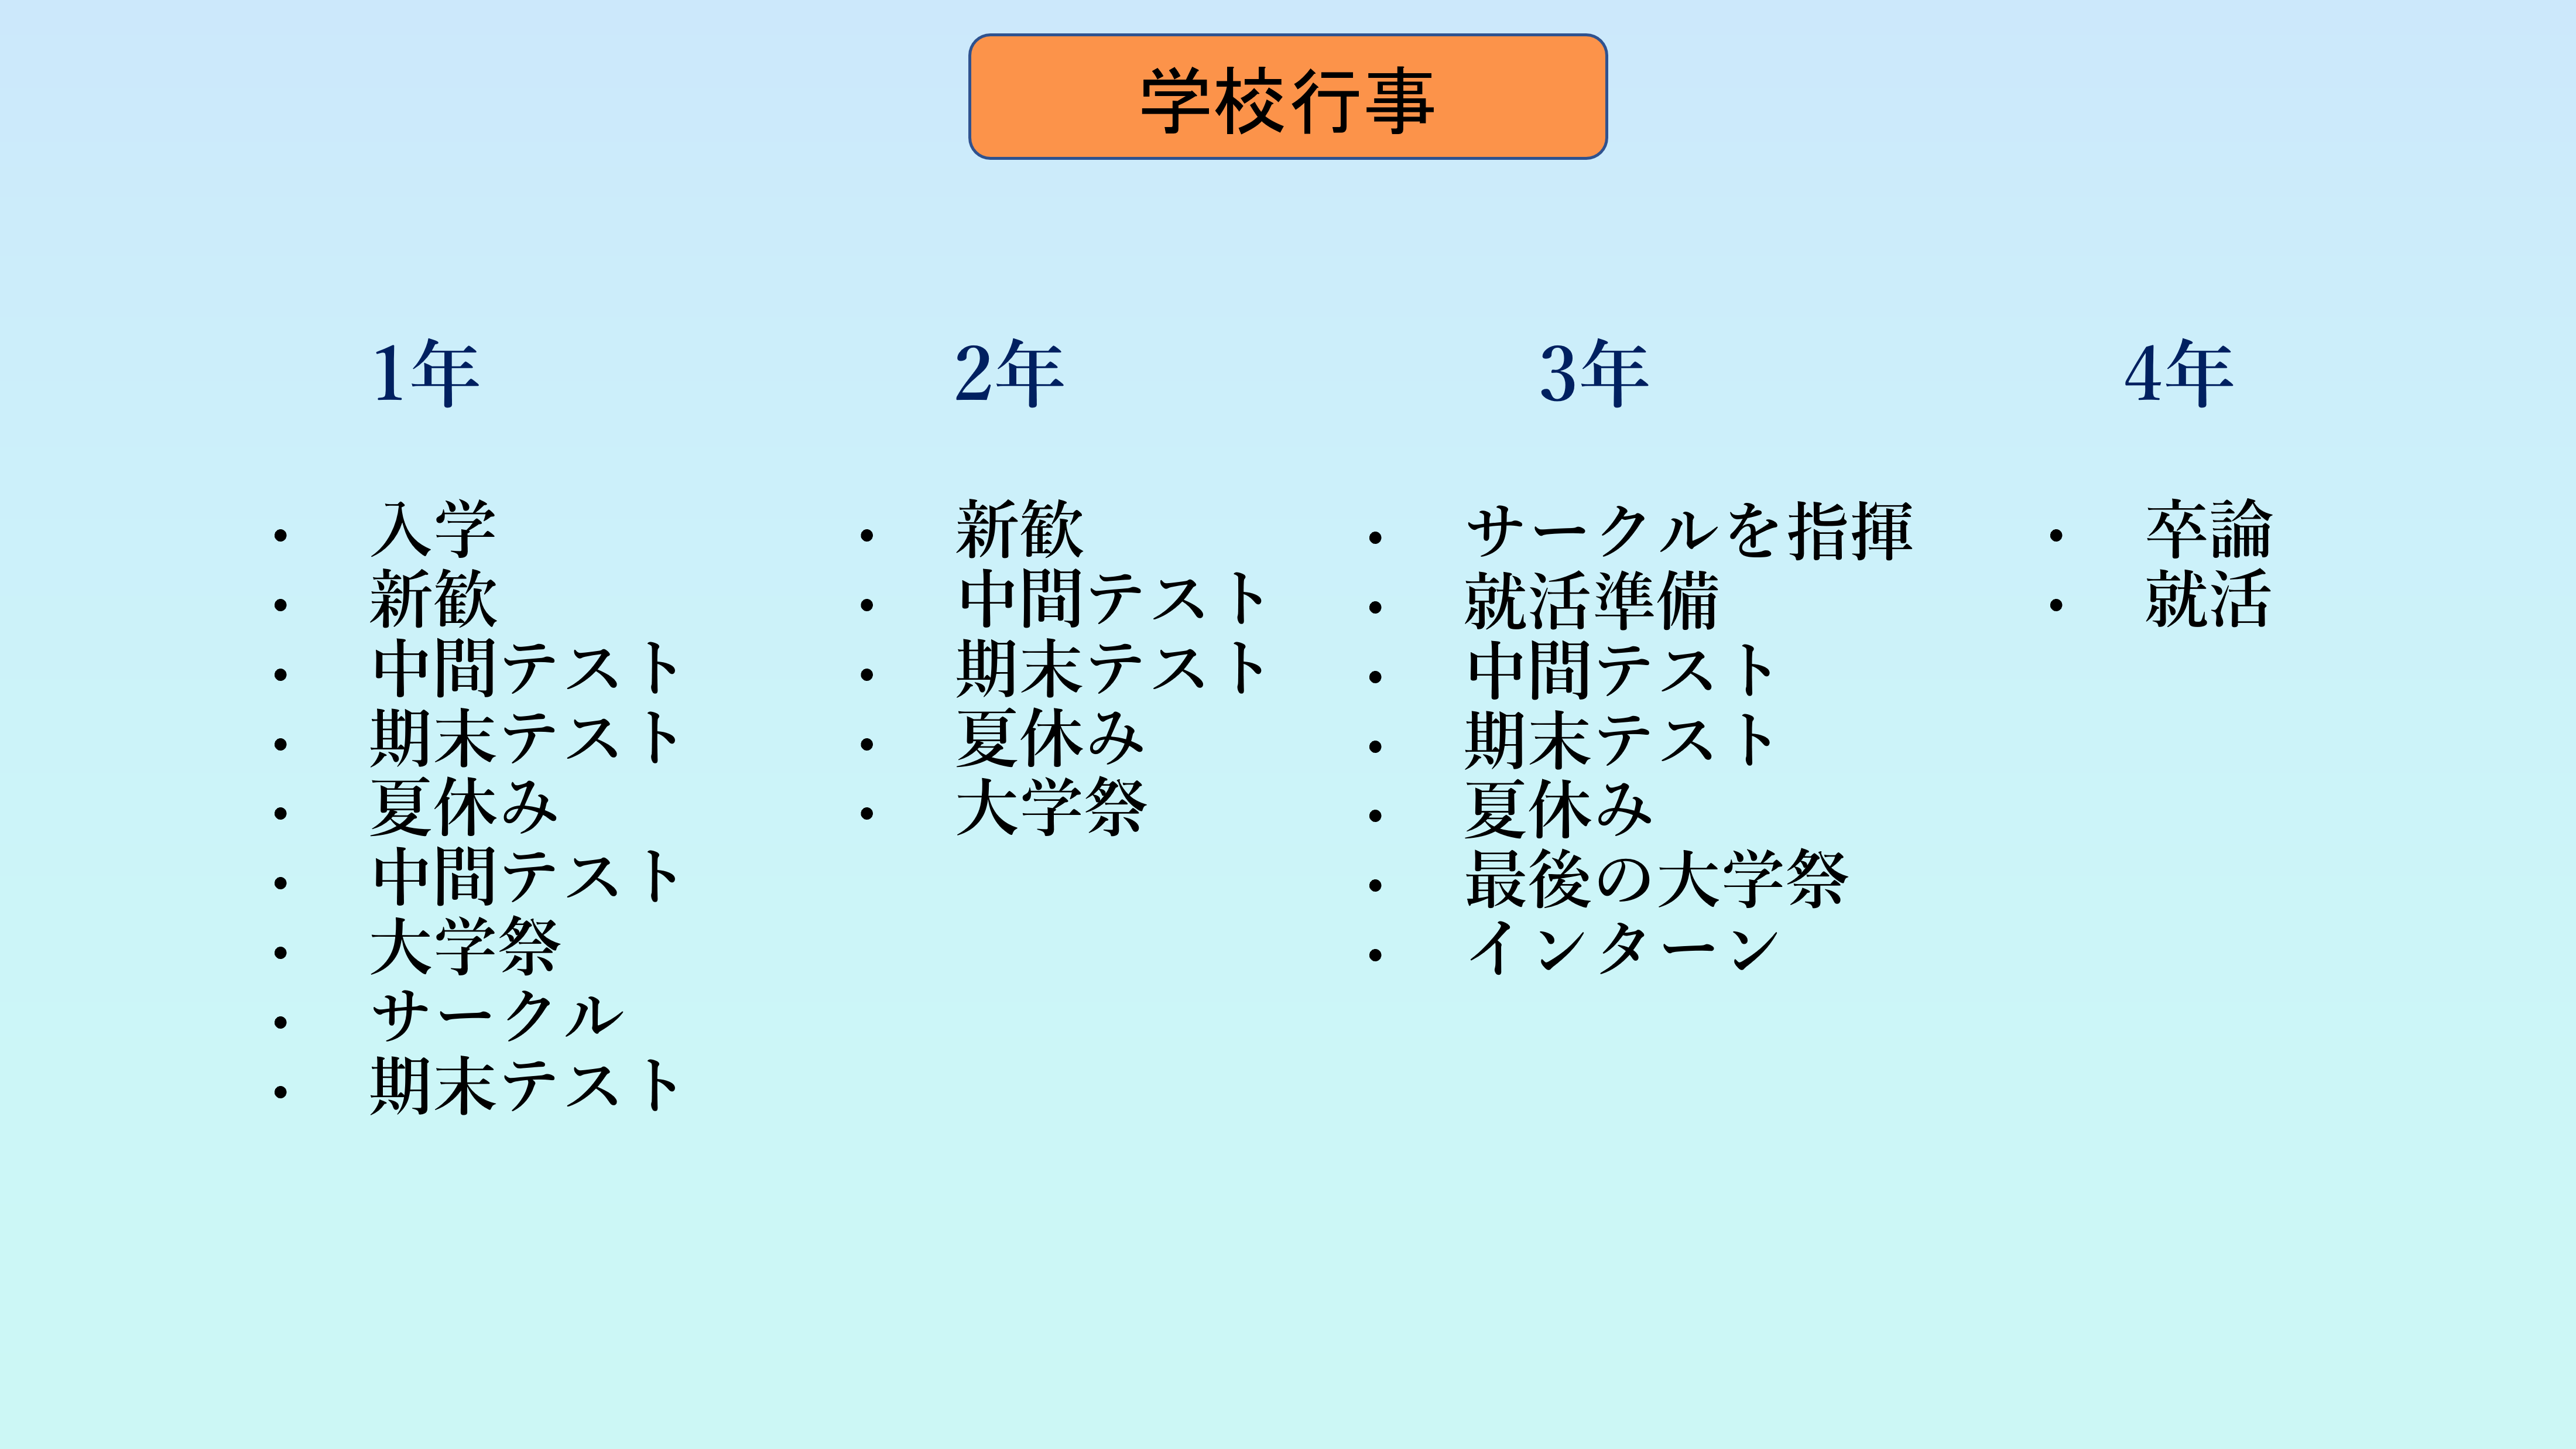 学校行事
1年
• 入学
• 新歓
• 中間テスト
• 期末テスト
• 夏休み
• 中間テスト
• 大学祭
• サークル
• 期末テスト
2年
• 新歓
• 中間テスト
• 期末テスト
• 夏休み
• 大学祭
3年
• サークルを指揮
• 就活準備
• 中間テスト
• 期末テスト
• 夏休み
• 最後の大学祭
• インターン
4年
• 卒論
• 就活